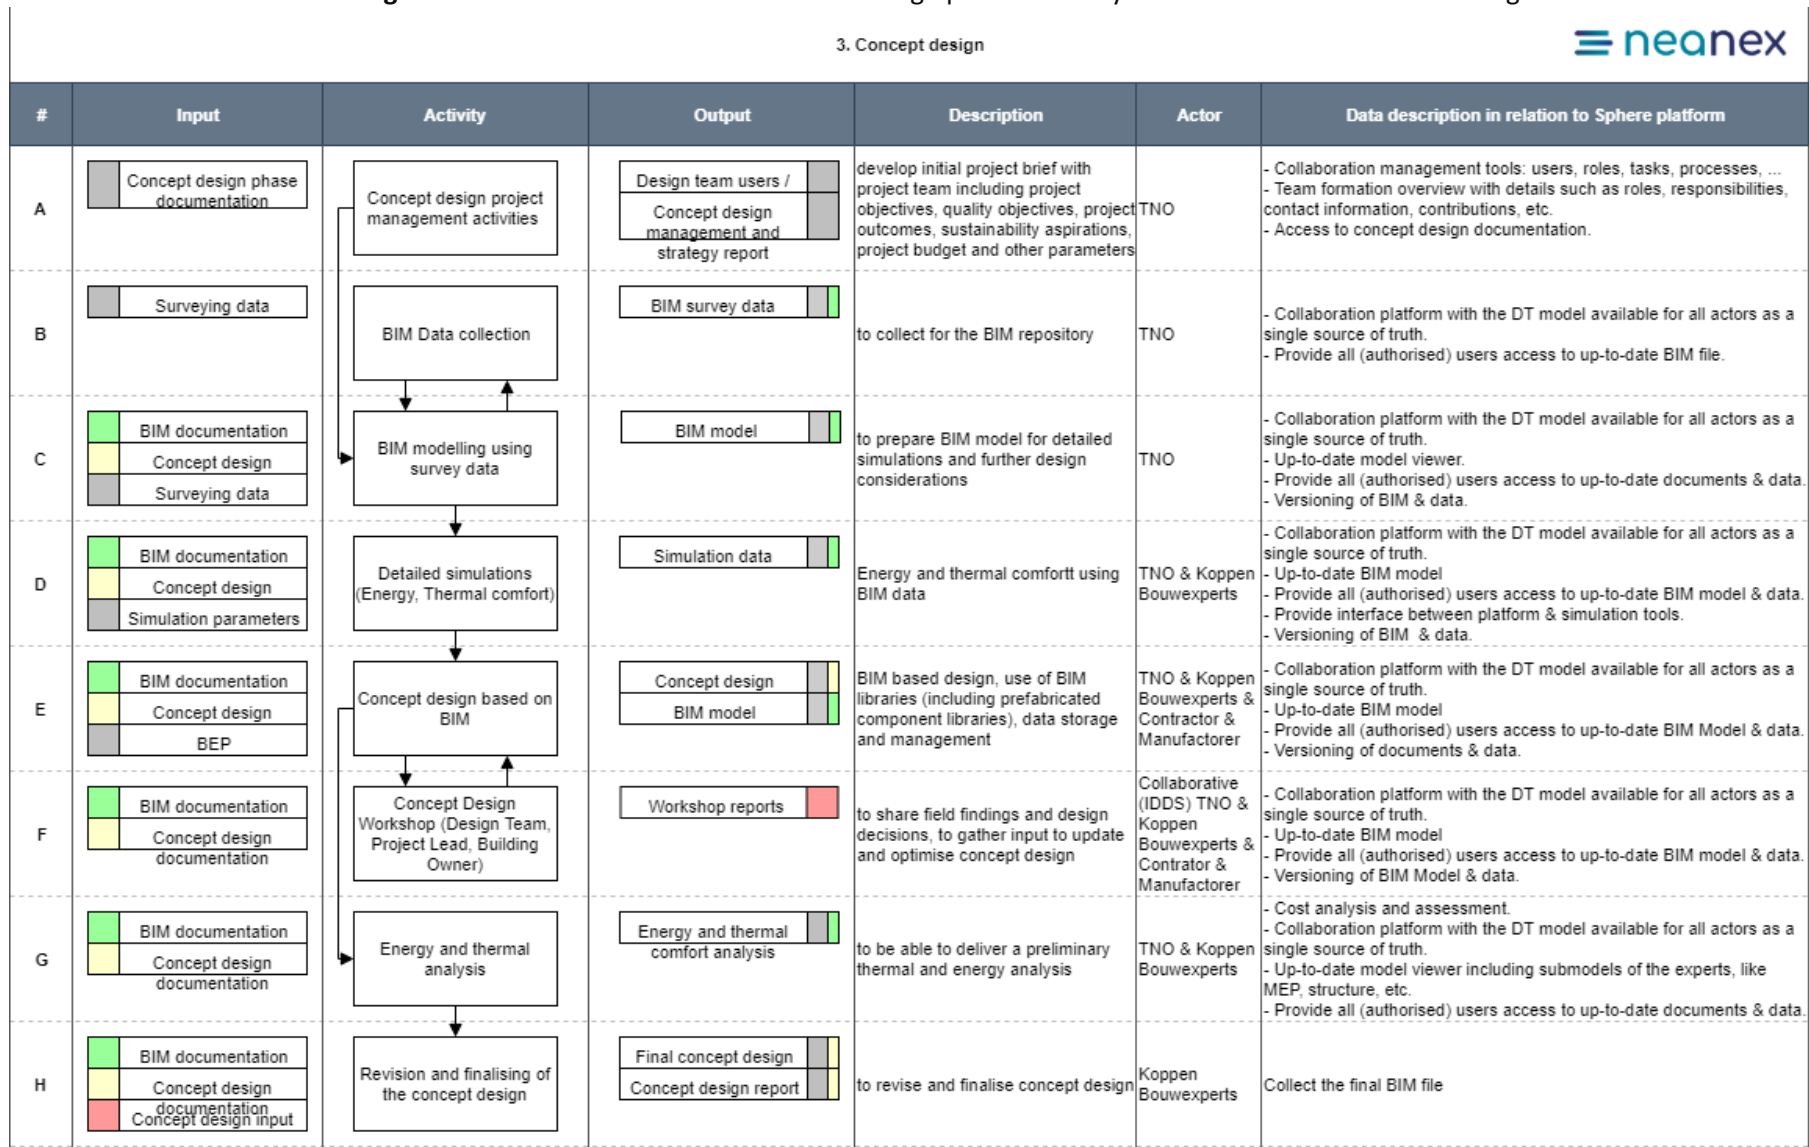 3. Concept design
neanex
# Input Activity Output Description Actor Data description in relation to Sphere platform
A
Concept design phase
documentation
Concept design project
management activities
Design team users /
Concept design
management and
strategy report
develop initial project brief with
project team including project
objectives, quality objectives, project
outcomes, sustainability aspirations,
project budget and other parameters
TNO
- Collaboration management tools: users, roles, tasks, processes, ...
- Team formation overview with details such as roles, responsibilities,
contact information, contributions, etc.
- Access to concept design documentation.
B
Surveying data
BIM Data collection
BIM survey data
to collect for the BIM repository
TNO
- Collaboration platform with the DT model available for all actors as a
single source of truth.
- Provide all (authorised) users access to up-to-date BIM file.
C
BIM documentation
Concept design
Surveying data
BIM modelling using
survey data
BIM model
to prepare BIM model for detailed
simulations and further design
considerations
TNO
- Collaboration platform with the DT model available for all actors as a
single source of truth.
- Up-to-date model viewer.
- Provide all (authorised) users access to up-to-date documents & data.
- Versioning of BIM & data.
D
BIM documentation
Concept design
Simulation parameters
Detailed simulations
(Energy, Thermal comfort)
Simulation data
Energy and thermal comfortt using
BIM data
TNO & Koppen
Bouwexperts
- Collaboration platform with the DT model available for all actors as a
single source of truth.
- Up-to-date BIM model
- Provide all (authorised) users access to up-to-date BIM model & data.
- Provide interface between platform & simulation tools.
- Versioning of BIM & data.
E
BIM documentation
Concept design
BEP
Concept design based on
BIM
Concept design
BIM model
BIM based design, use of BIM
libraries (including prefabricated
component libraries), data storage
and management
TNO & Koppen
Bouwexperts &
Contractor &
Manufactorer
- Collaboration platform with the DT model available for all actors as a
single source of truth.
- Up-to-date BIM model
- Provide all (authorised) users access to up-to-date BIM Model & data.
- Versioning of documents & data.
F
BIM documentation
Concept design
documentation
Concept Design
Workshop (Design Team,
Project Lead, Building
Owner)
Workshop reports
to share field findings and design
decisions, to gather input to update
and optimise concept design
Collaborative
(IDDS) TNO &
Koppen
Bouwexperts &
Contrator &
Manufactorer
- Collaboration platform with the DT model available for all actors as a
single source of truth.
- Up-to-date BIM model
- Provide all (authorised) users access to up-to-date BIM model & data.
- Versioning of BIM Model & data.
G
BIM documentation
Concept design
documentation
Energy and thermal
analysis
Energy and thermal
comfort analysis
to be able to deliver a preliminary
thermal and energy analysis
TNO & Koppen
Bouwexperts
- Cost analysis and assessment.
- Collaboration platform with the DT model available for all actors as a
single source of truth.
- Up-to-date model viewer including submodels of the experts, like
MEP, structure, etc.
- Provide all (authorised) users access to up-to-date documents & data.
H
BIM documentation
Concept design
documentation
Concept design input
Revision and finalising of
the concept design
Final concept design
Concept design report
to revise and finalise concept design
Koppen
Bouwexperts
Collect the final BIM file